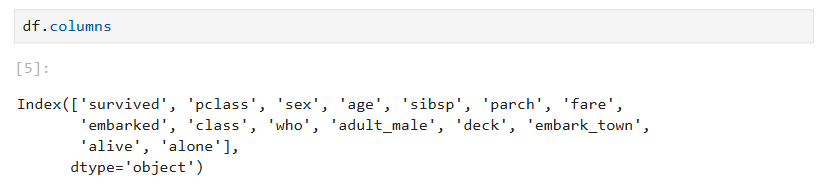 df.columns
[5]:
Index(['survived', 'pclass', 'sex', 'age', 'sibsp', 'parch', 'fare',
'embarked', 'class', 'who', 'adult_male', 'deck', 'embark_town',
'alive', 'alone'],
dtype='object')